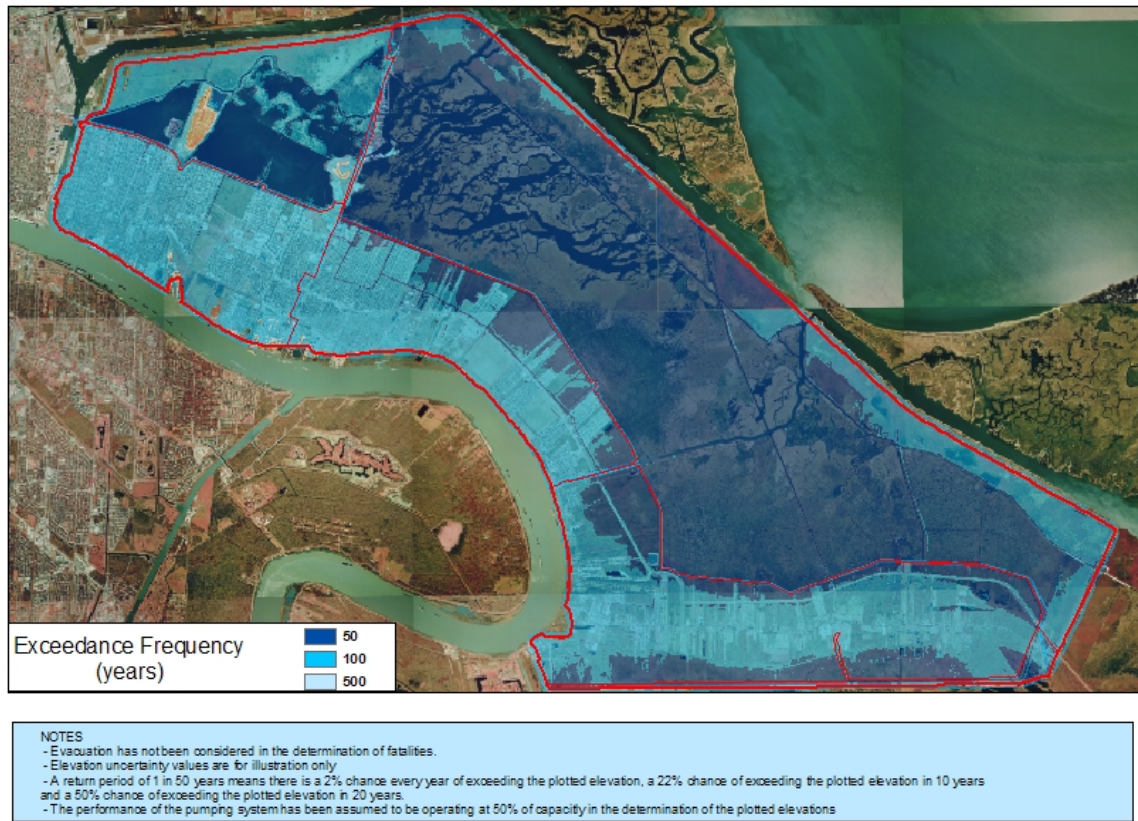 Exceedance Frequency
(years)
50
100
500
NOTES
- Evacuation has not been considered in the determination of fatalities.
- Elevation uncertainty values are for illustration only
- A return period of 1 in 50 years means there is a 2% chance every year of exceeding the plotted elevation, a 22% chance of exceeding the plotted elevation in 10 years
and a 50% chance of exceeding the plotted elevation in 20 years.
- The performance of the pumping system has been assumed to be operating at 50% of capacity in the determination of the plotted elevations